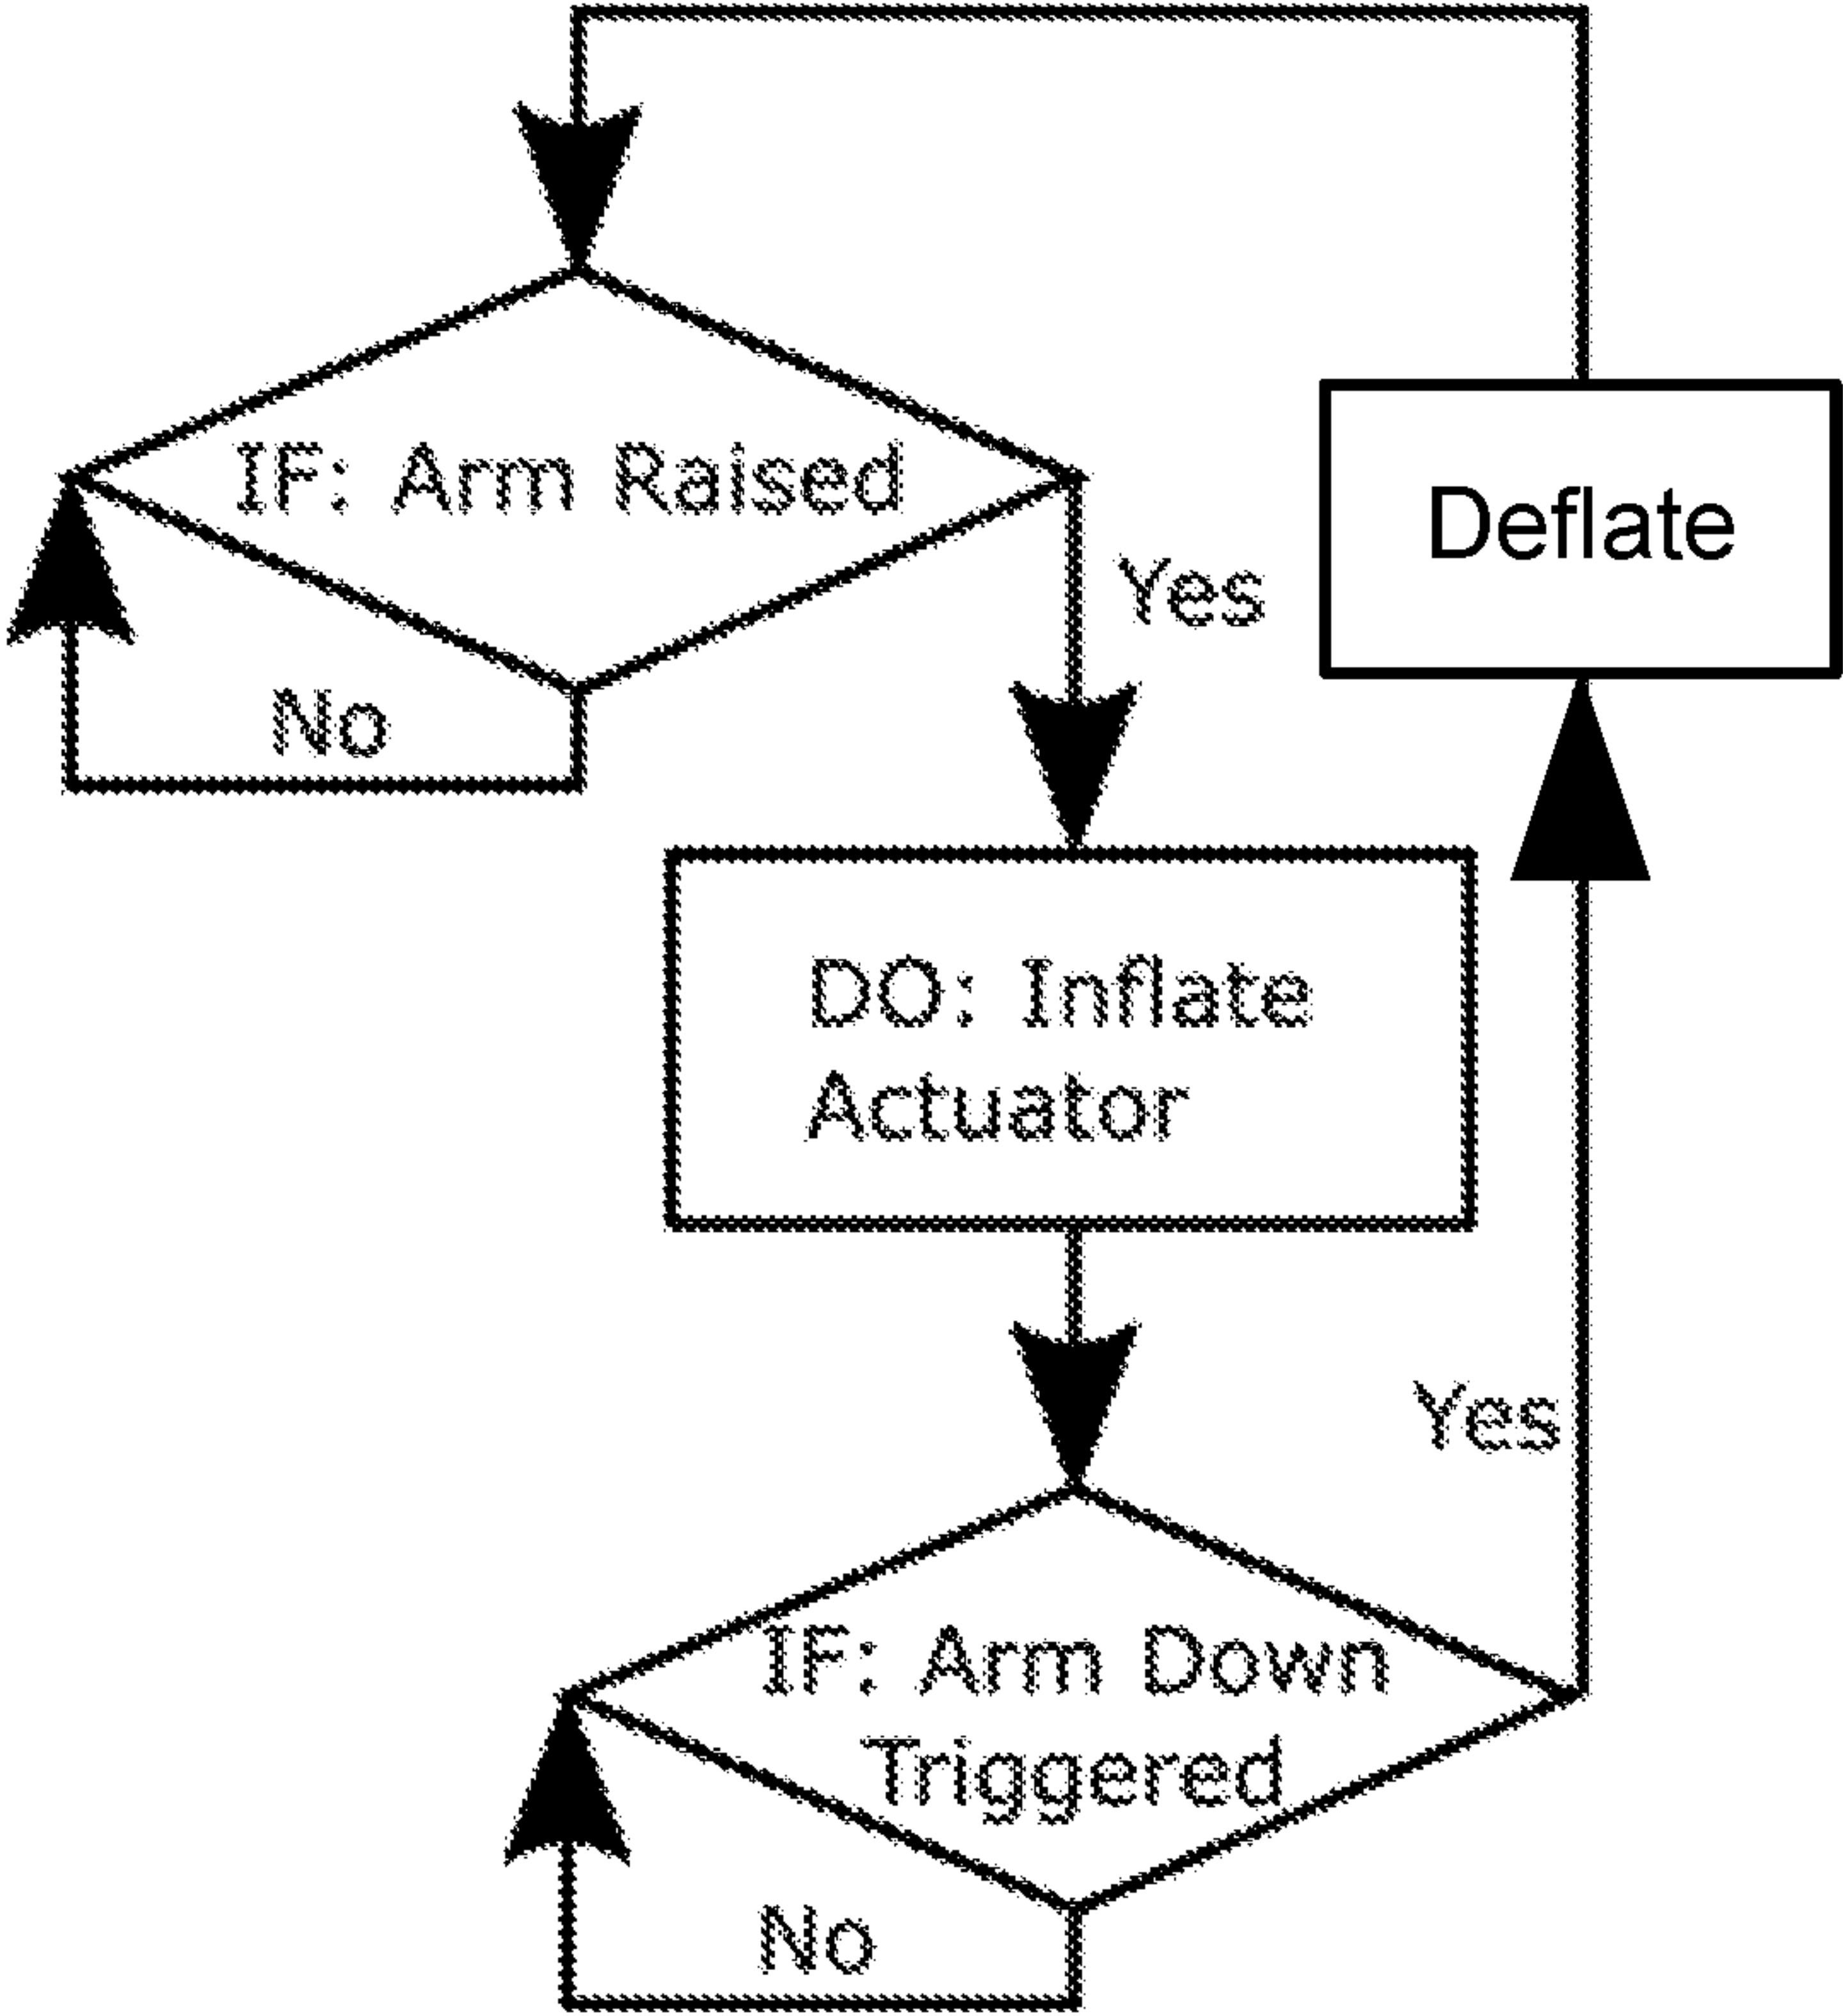 IF: Arm Raised
Yes
Deflate
No
DO: Inflate
Actuator
Yes
IF: Arm Down
Triggered
No